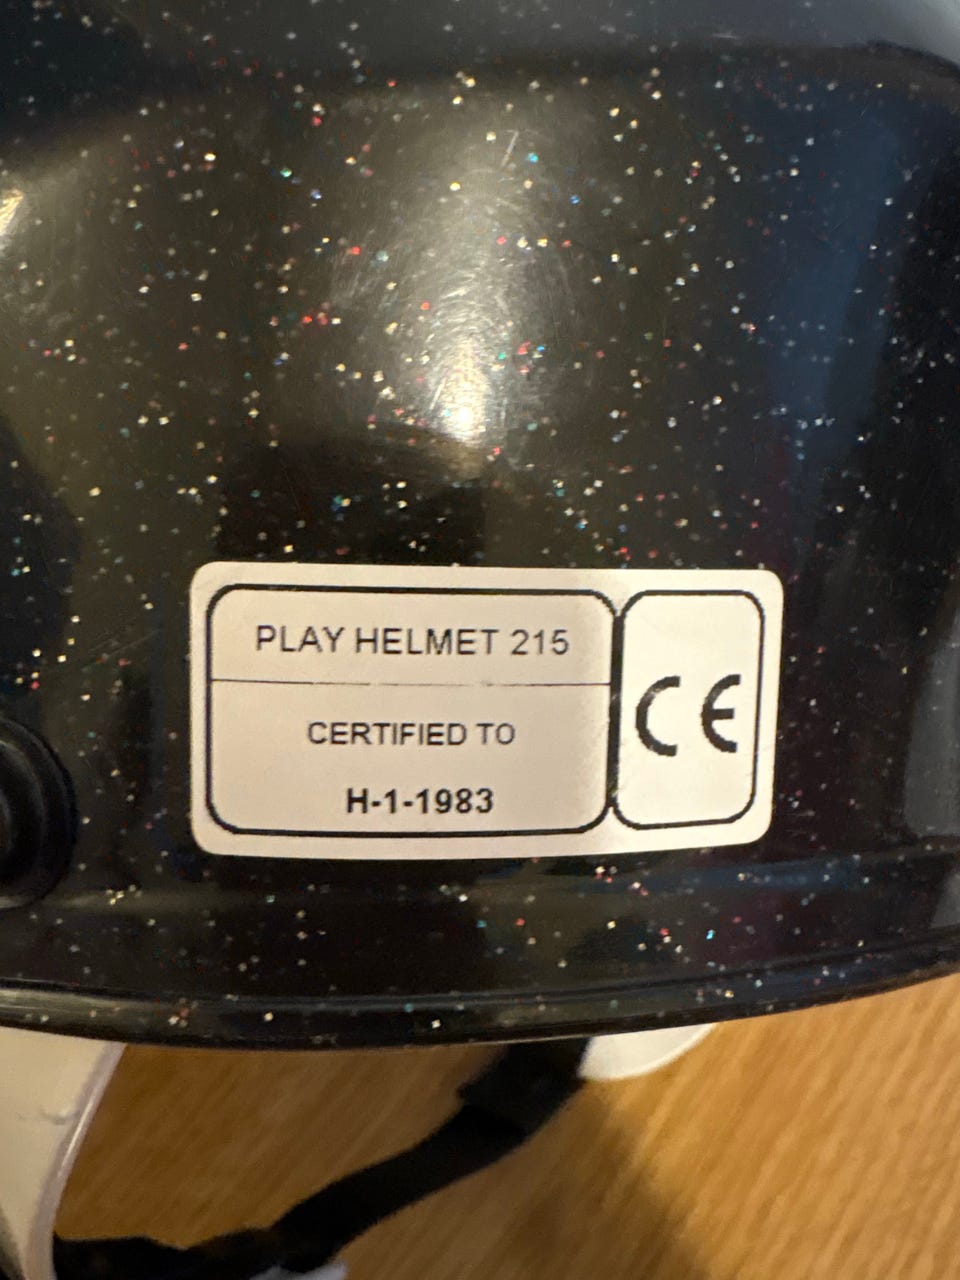 PLAY HELMET 215
CERTIFIED TO
H-1-1983
CE